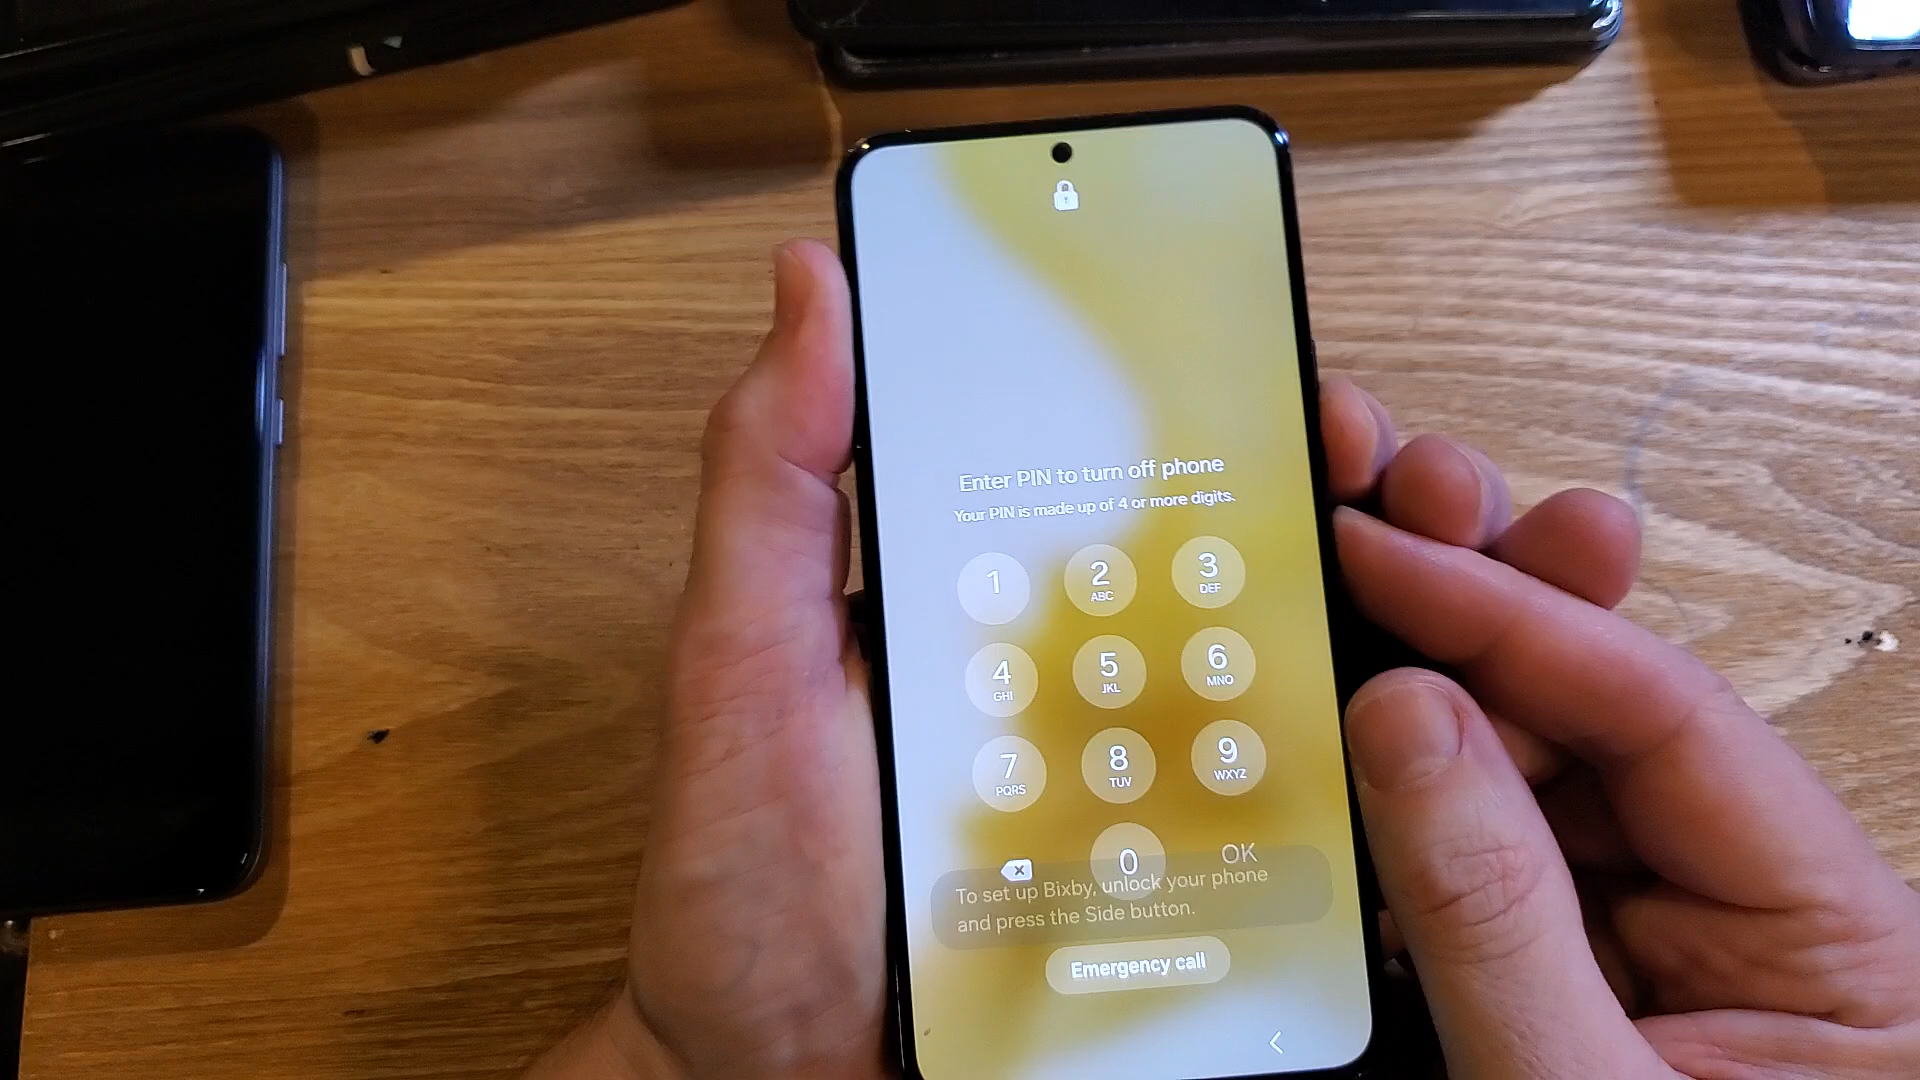 Enter PIN to turn off phone
Your PIN is made up of 4 or more digits.
1
2
ABC
3
DEF
4
GHI
5
JKL
6
MNO
7
PQRS
8
TUV
9
WXYZ
0
OK
To set up Bixby, unlock your phone
and press the Side button.
Emergency call